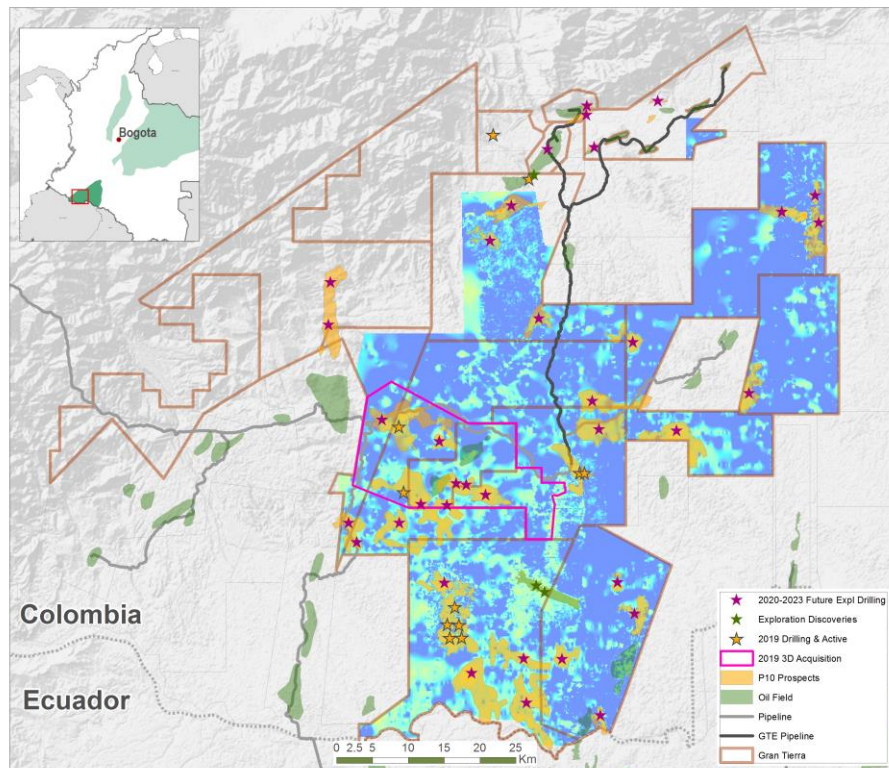 Bogota
Colombia
Ecuador
0 2.5 5 10 15 20 25
Km
2020-2023 Future Expl Drilling
Exploration Discoveries
2019 Drilling & Active
2019 3D Acquisition
P10 Prospects
Oil Field
Pipeline
GTE Pipeline
Gran Tierra